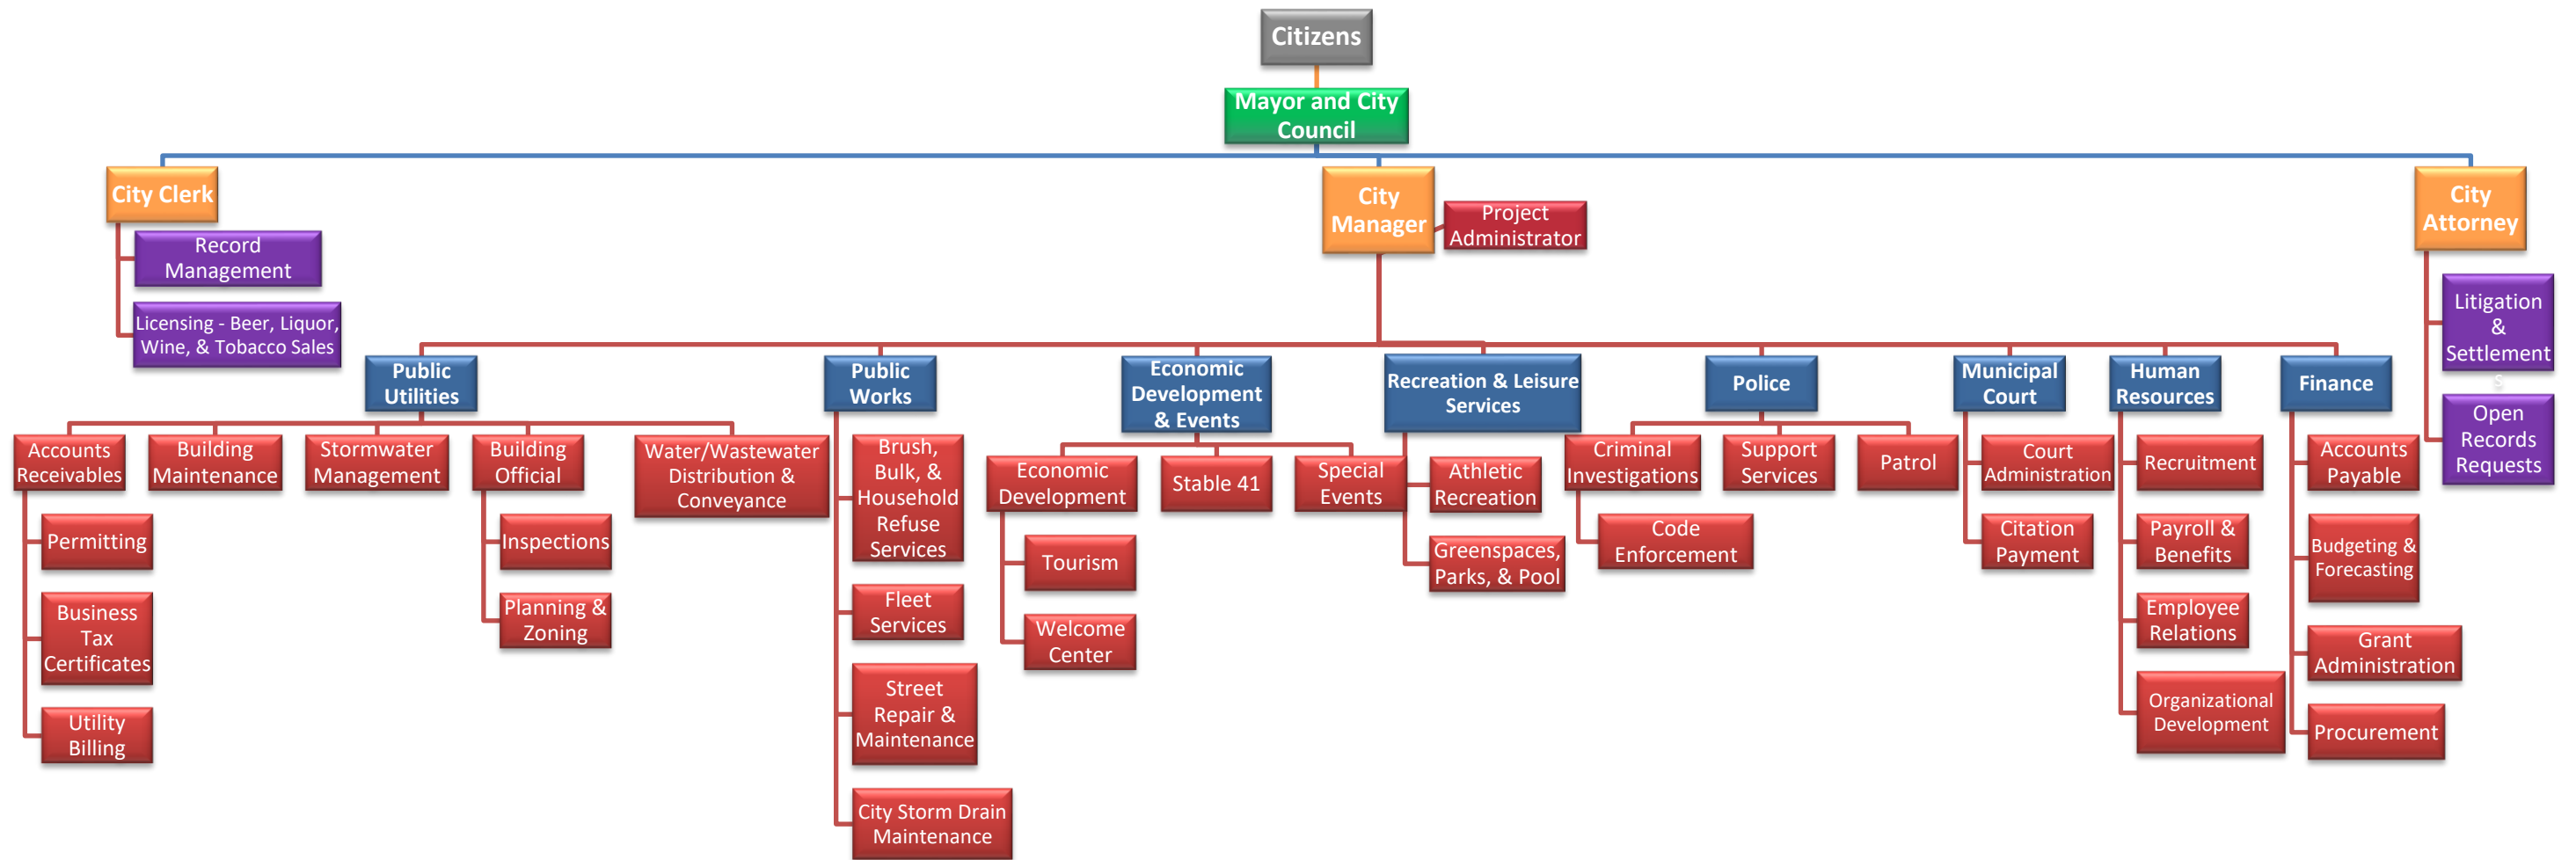 Citizens
Mayor and City
Council
City Clerk
Record
Management
Licensing - Beer, Liquor,
Wine, & Tobacco Sales
City
Manager
Project
Administrator
City
Attorney
Litigation
&
Settlement
s
Open
Records
Requests
Public
Utilities
Accounts
Receivables
Permitting
Business
Tax
Certificates
Utility
Billing
Building
Maintenance
Stormwater
Management
Building
Official
Inspections
Planning &
Zoning
Water/Wastewater
Distribution &
Conveyance
Public
Works
Brush,
Bulk, &
Household
Refuse
Services
Fleet
Services
Street
Repair &
Maintenance
City Storm Drain
Maintenance
Economic
Development
& Events
Economic
Development
Tourism
Welcome
Center
Stable 41
Special
Events
Recreation & Leisure
Services
Athletic
Recreation
Greenspaces,
Parks, & Pool
Police
Criminal
Investigations
Code
Enforcement
Support
Services
Patrol
Municipal
Court
Court
Administration
Citation
Payment
Human
Resources
Recruitment
Payroll &
Benefits
Employee
Relations
Organizational
Development
Finance
Accounts
Payable
Budgeting &
Forecasting
Grant
Administration
Procurement